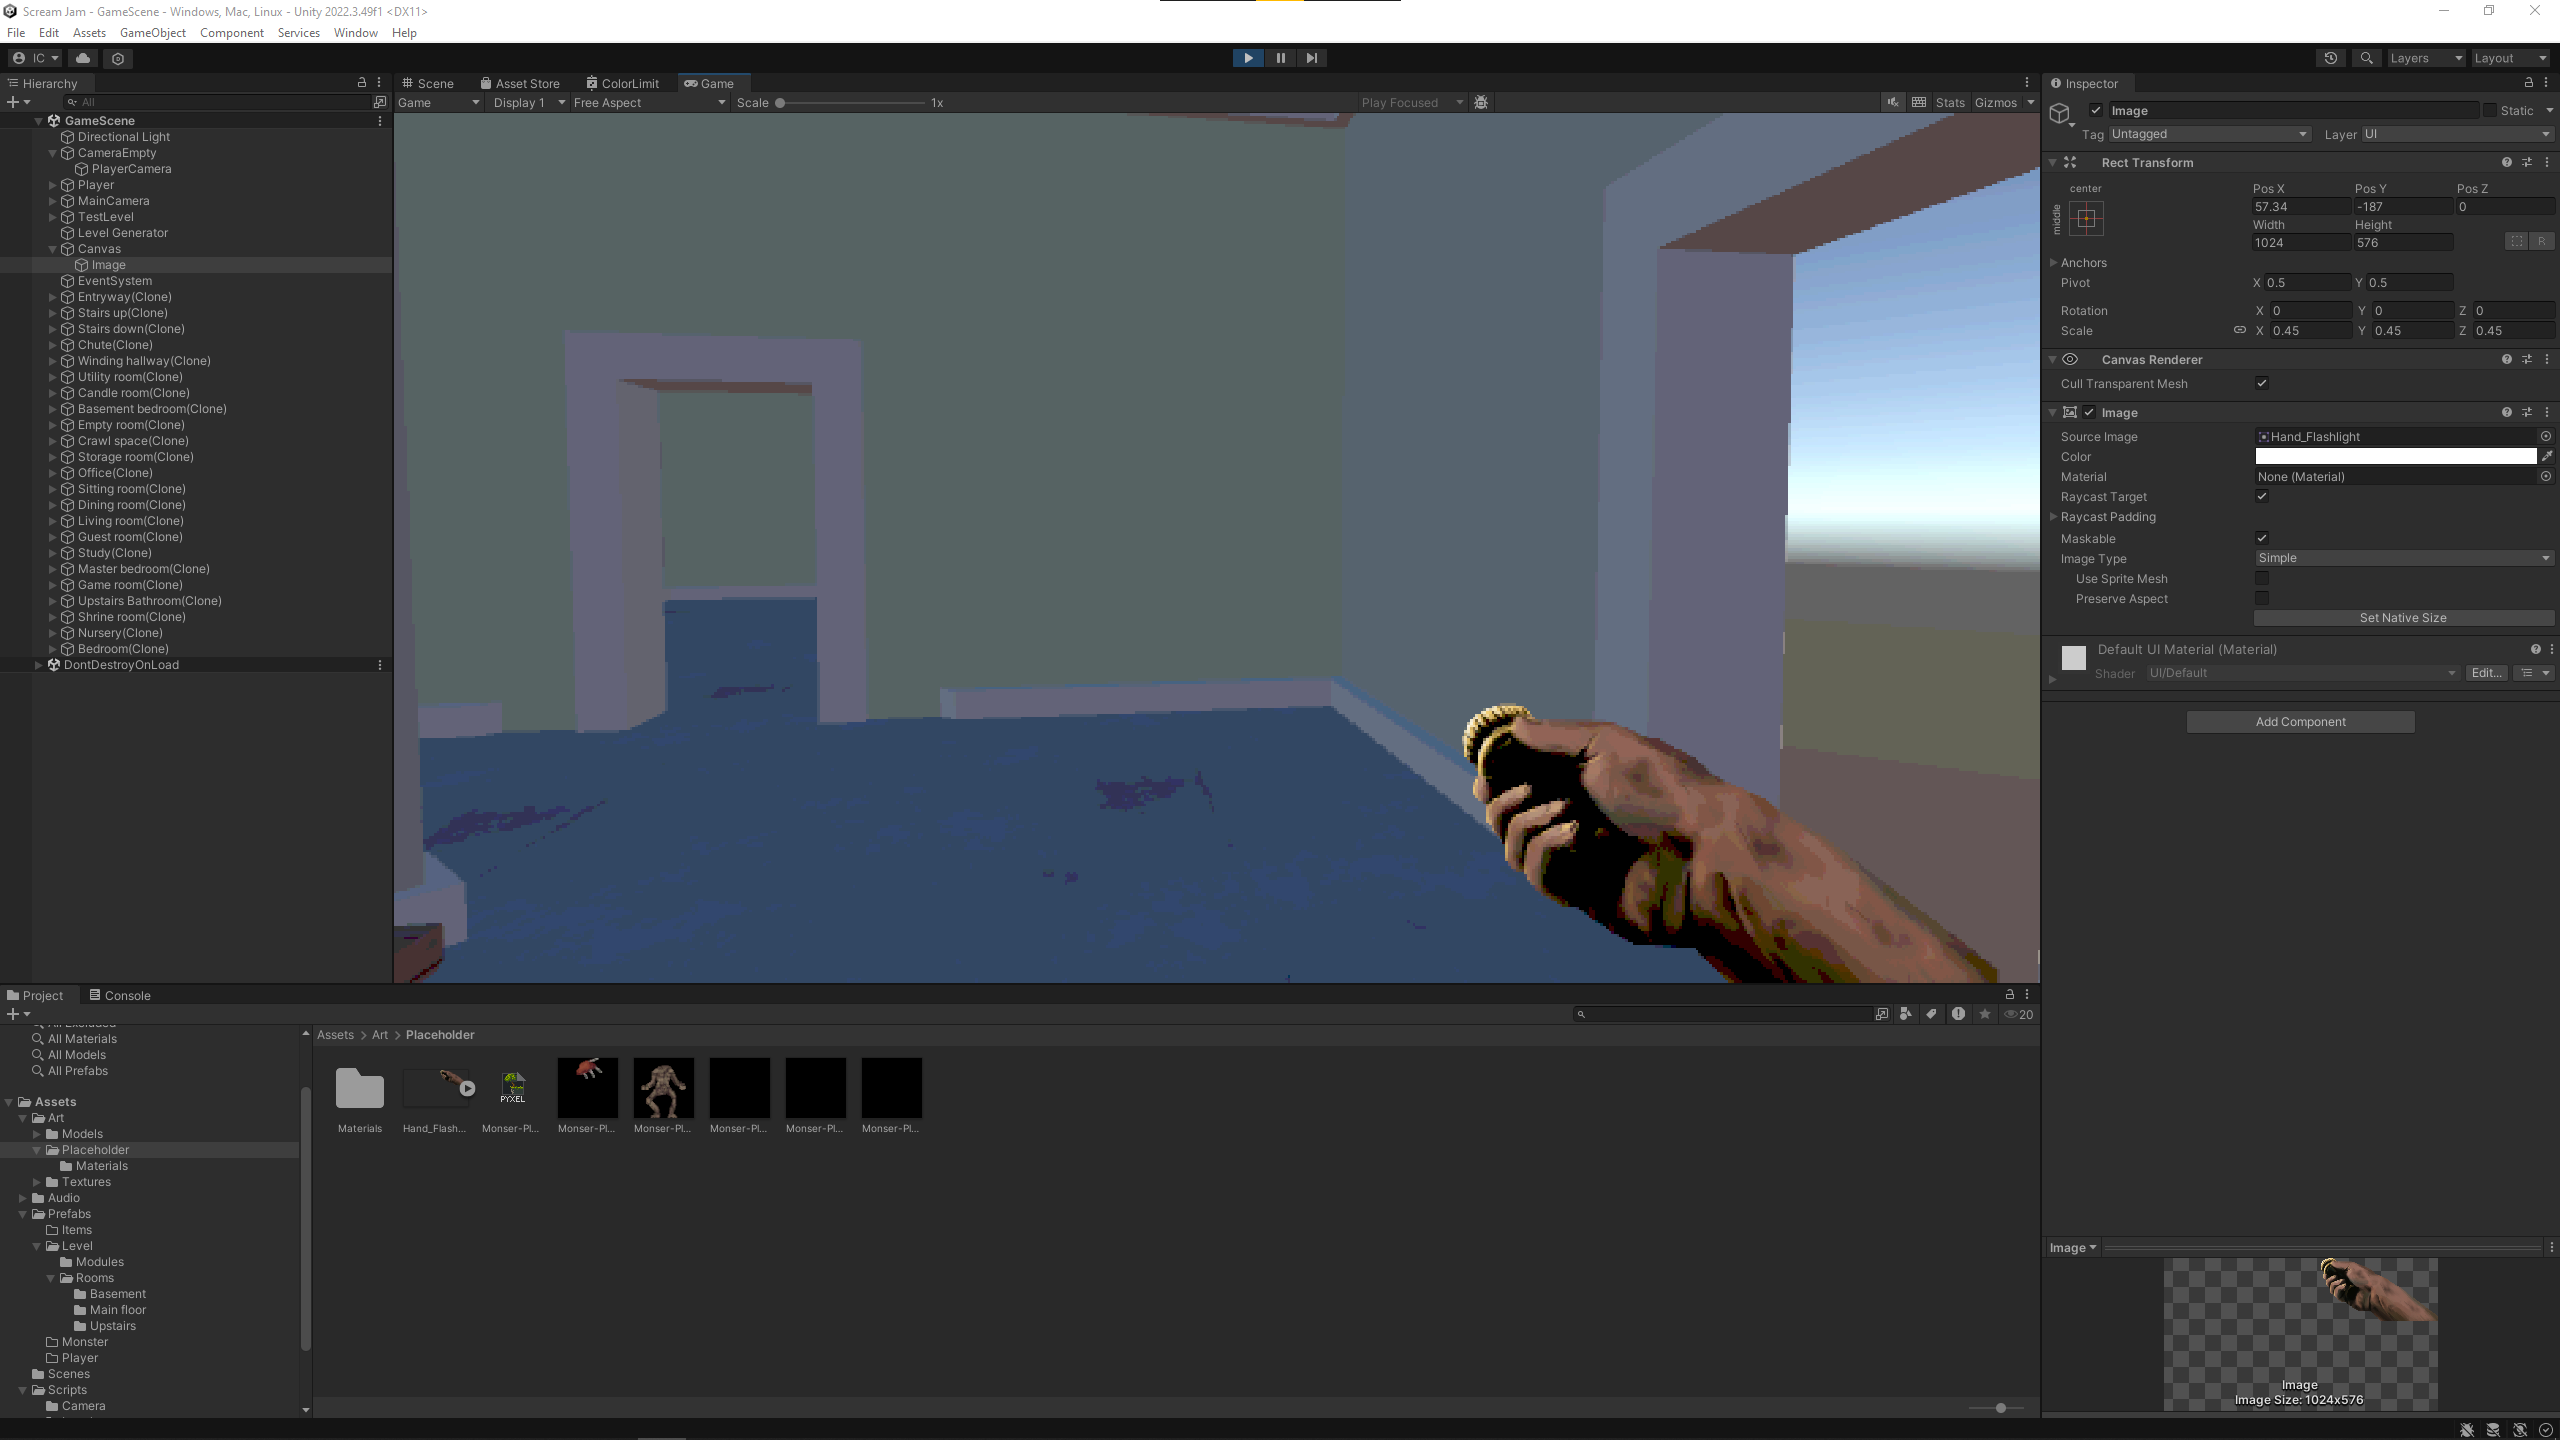 Scream Jam - GameScene - Windows, Mac, Linux - Unity 2022.3.49f1 <DX11>
File Edit Assets GameObject Component Services Window Help
IC Layers Layout
Hierarchy
All
GameScene
Directional Light
CameraEmpty
PlayerCamera
Player
MainCamera
TestLevel
Level Generator
Canvas
Image
EventSystem
Entryway(Clone)
Stairs up(Clone)
Stairs down(Clone)
Chute(Clone)
Winding hallway(Clone)
Utility room(Clone)
Candle room(Clone)
Basement bedroom(Clone)
Empty room(Clone)
Crawl space(Clone)
Storage room(Clone)
Office(Clone)
Sitting room(Clone)
Dining room(Clone)
Living room(Clone)
Guest room(Clone)
Study(Clone)
Master bedroom(Clone)
Game room(Clone)
Upstairs Bathroom(Clone)
Shrine room(Clone)
Nursery(Clone)
Bedroom(Clone)
DontDestroyOnLoad
Scene Asset Store ColorLimit Game
Game Display 1 Free Aspect Scale 1x Play Focused Stats Gizmos
Inspector
Image Static
Tag Untagged Layer UI
Rect Transform
center
middle
Pos X Pos Y Pos Z
57.34 -187 0
Width Height
1024 576 R
Anchors
Pivot X 0.5 Y 0.5
Rotation X 0 Y 0 Z 0
Scale X 0.45 Y 0.45 Z 0.45
Canvas Renderer
Cull Transparent Mesh
Image
Source Image Hand_Flashlight
Color
Material None (Material)
Raycast Target
Raycast Padding
Maskable
Image Type Simple
Use Sprite Mesh
Preserve Aspect
Set Native Size
Default UI Material (Material)
Shader UI/Default Edit...
Add Component
Image
Image
Image Size: 1024x576
Project Console
20
All Materials
All Models
All Prefabs
Assets
Art
Models
Placeholder
Materials
Textures
Audio
Prefabs
Items
Level
Modules
Rooms
Basement
Main floor
Upstairs
Monster
Player
Scenes
Scripts
Camera
Assets > Art > Placeholder
PYXEL
Materials Hand_Flash... Monser-Pl... Monser-Pl... Monser-Pl... Monser-Pl... Monser-Pl... Monser-Pl...